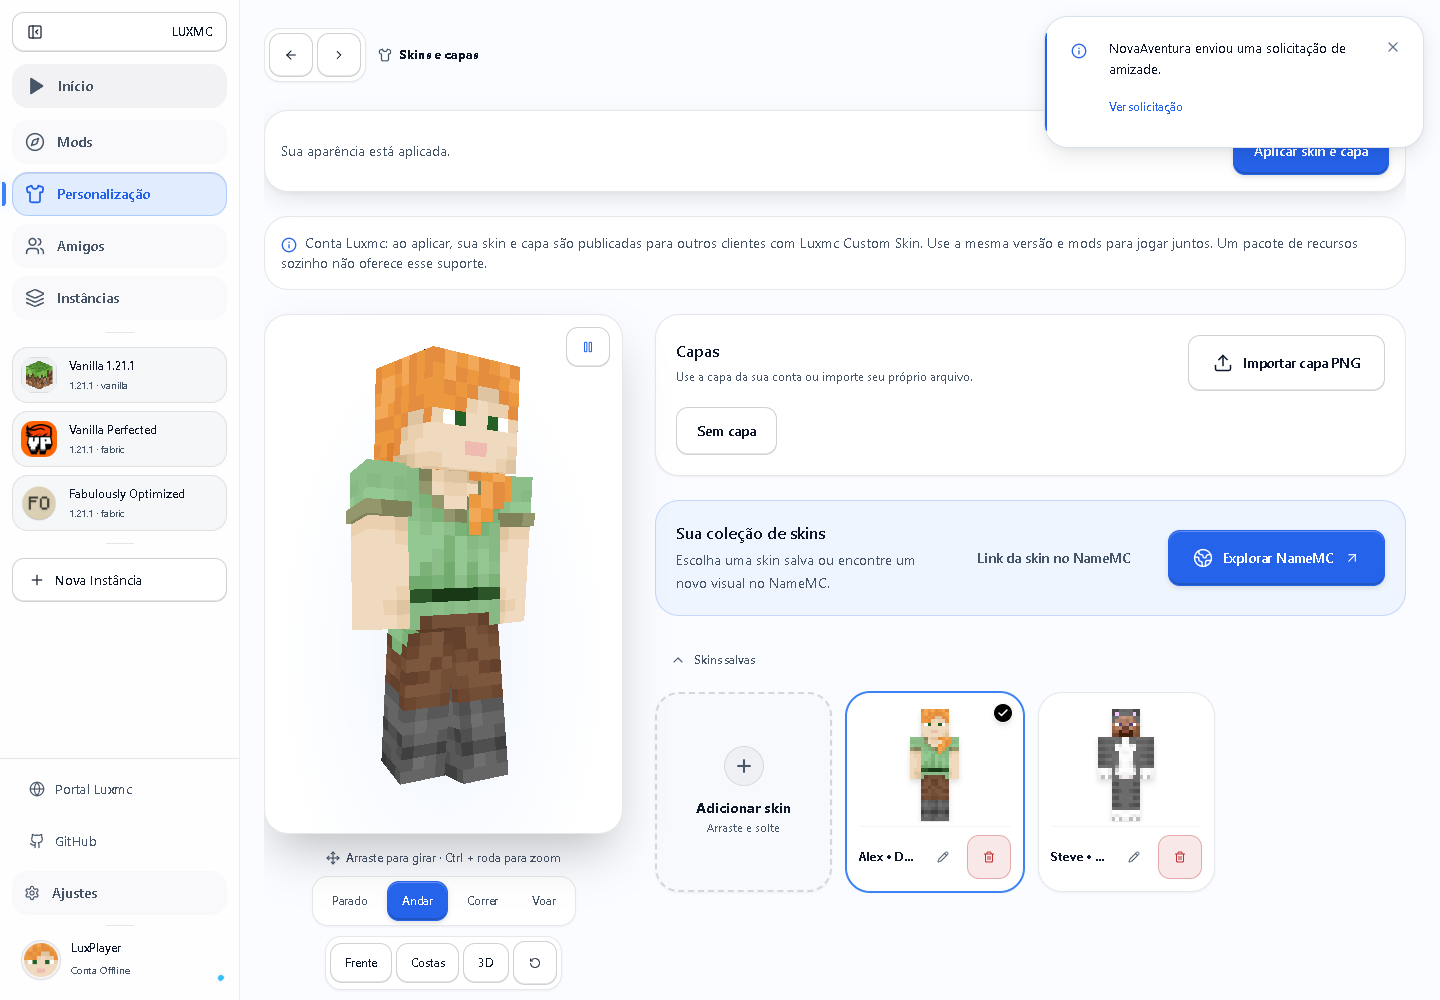 LUXMC
Início
Mods
Personalização
Amigos
Instâncias
Vanilla 1.21.1
1.21.1 · vanilla
Vanilla Perfected
1.21.1 · fabric
Fabulously Optimized
1.21.1 · fabric
Nova Instância
Portal Luxmc
GitHub
Ajustes
LuxPlayer
Conta Offline
Skins e capas
NovaAventura enviou uma solicitação de
amizade.
Ver solicitação
Sua aparência está aplicada.
Aplicar skin e capa
Conta Luxmc: ao aplicar, sua skin e capa são publicadas para outros clientes com Luxmc Custom Skin. Use a mesma versão e mods para jogar juntos. Um pacote de recursos
sozinho não oferece esse suporte.
Arraste para girar · Ctrl + roda para zoom
Parado
Andar
Correr
Voar
Frente
Costas
3D
Capas
Use a capa da sua conta ou importe seu próprio arquivo.
Importar capa PNG
Sem capa
Sua coleção de skins
Escolha uma skin salva ou encontre um
novo visual no NameMC.
Link da skin no NameMC
Explorar NameMC
Skins salvas
Adicionar skin
Arraste e solte
Alex • D...
Steve • ...